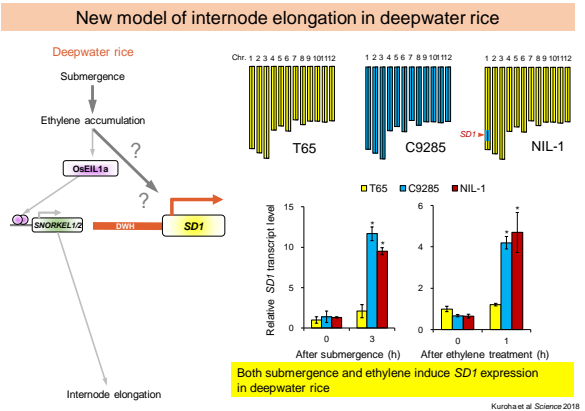 New model of internode elongation in deepwater rice
Deepwater rice
Submergence
Ethylene accumulation
?
OsEIL1a
?
SNORKEL1/2
DWH
SD1
Internode elongation
Chr. 1 2 3 4 5 6 7 8 9 10 11 12
1 2 3 4 5 6 7 8 9 10 11 12
1 2 3 4 5 6 7 8 9 10 11 12
SD1
T65
C9285
NIL-1
T65 C9285 NIL-1
Relative SD1 transcript level
15
10
5
0
*
*
0 3
After submergence (h)
6
4
2
0
*
*
0 1
After ethylene treatment (h)
Both submergence and ethylene induce SD1 expression
in deepwater rice
Kuroha et al Science 2018